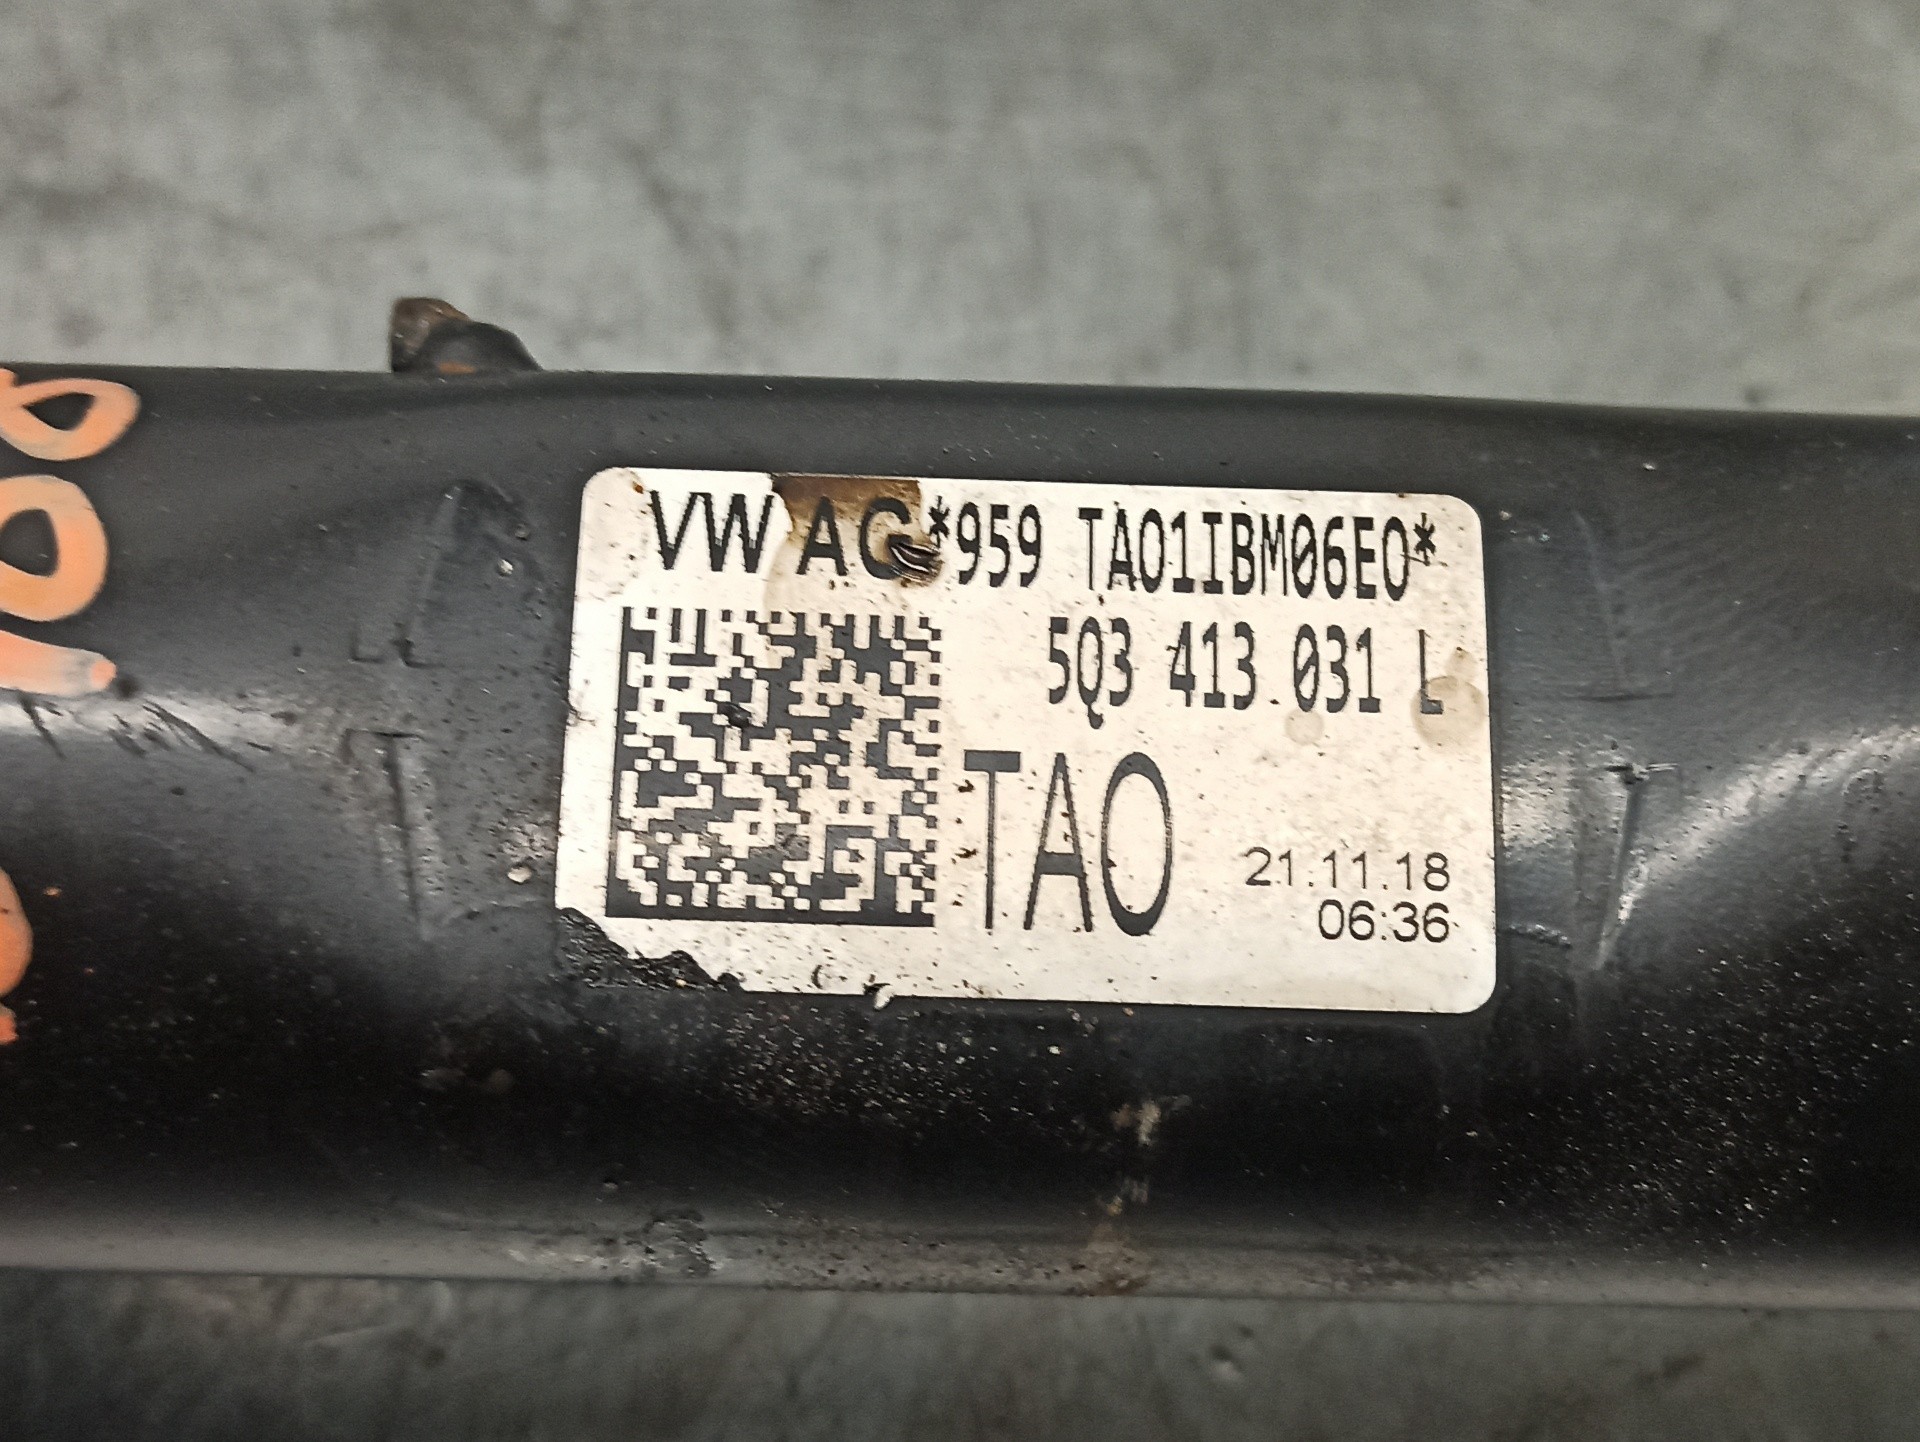 VW AG *959 TA01IBM06E0*
5Q3 413 031 L
TAO
21.11.18
06:36